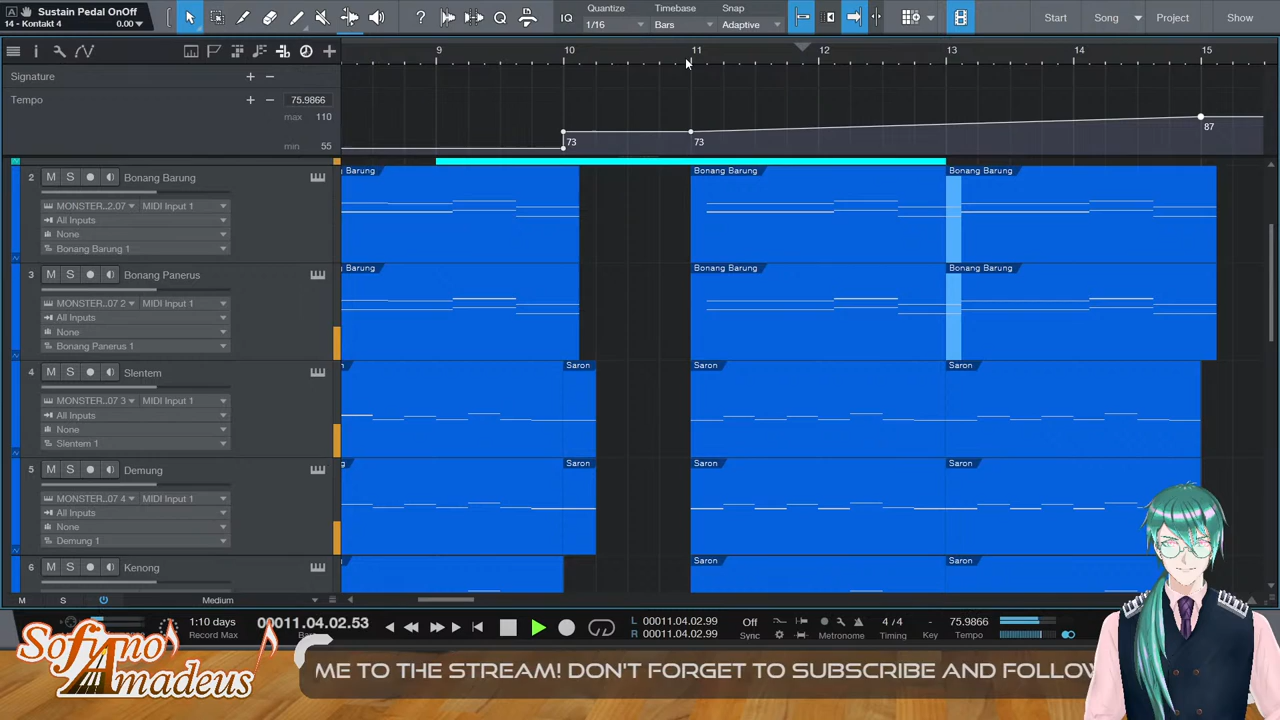 Sustain Pedal OnOff
14 - Kontakt 4 0.00
IQ
Quantize Timebase Snap
1/16 Bars Adaptive
Start Song Project Show
9 10 11 12 13 14 15
Signature
Tempo 75.9866
max 110
min 55
73 73 87
2 M S Bonang Barung
MONSTER...2.07 MIDI Input 1
All Inputs
None
Bonang Barung 1
Barung Bonang Barung Bonang Barung
3 M S Bonang Panerus
MONSTER...07 2 MIDI Input 1
All Inputs
None
Bonang Panerus 1
Barung Bonang Barung Bonang Barung
4 M S Slentem
MONSTER...07 3 MIDI Input 1
All Inputs
None
Slentem 1
Saron Saron Saron
5 M S Demung
MONSTER...07 4 MIDI Input 1
All Inputs
None
Demung 1
Saron Saron Saron
6 M S Kenong
Saron Saron
M S Medium
1:10 days
Record Max
00011.04.02.53
Bars
L 00011.04.02.99
R 00011.04.02.99
Off
Sync
Metronome
Timing
4 / 4
Key
75.9866
Tempo
Sofiano
Amadeus
ME TO THE STREAM! DON'T FORGET TO SUBSCRIBE AND FOLLOW